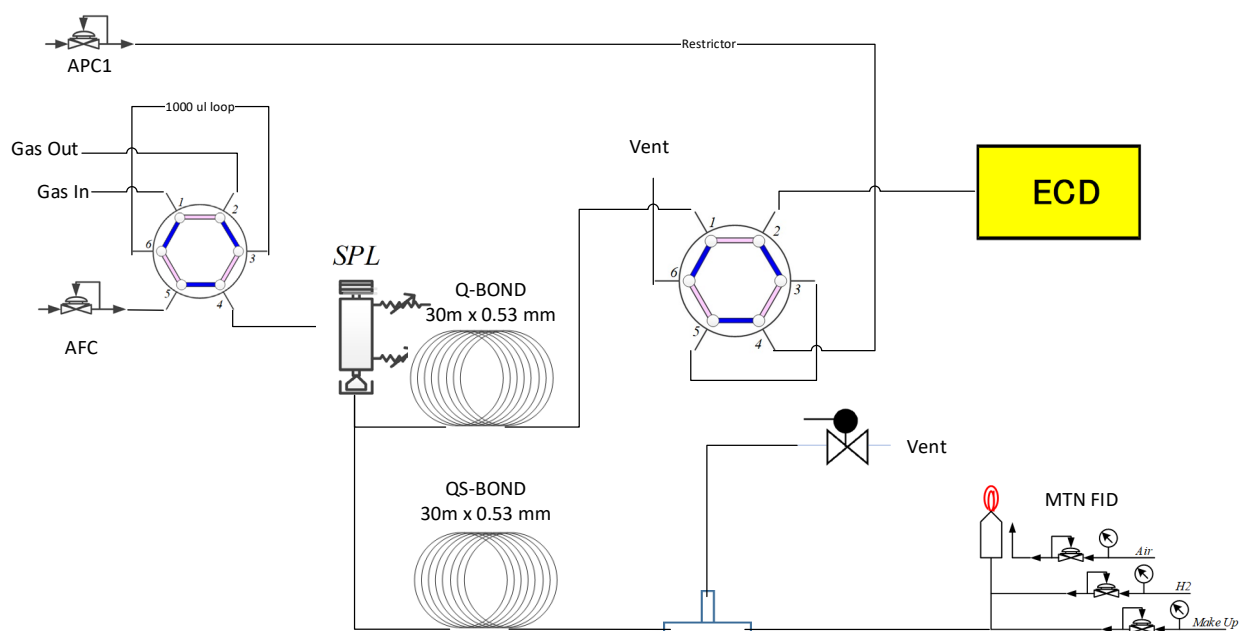 APC1
Restrictor
1000 ul loop
Gas Out
Gas In
1
2
3
4
5
6
AFC
SPL
Q-BOND
30m x 0.53 mm
Vent
1
2
3
4
5
6
ECD
Vent
QS-BOND
30m x 0.53 mm
MTN FID
Air
H2
Make Up